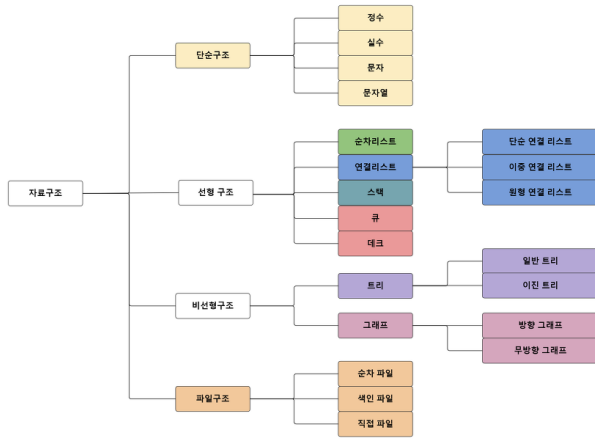 자료구조
단순구조
정수
실수
문자
문자열
선형 구조
순차리스트
연결리스트
단순 연결 리스트
이중 연결 리스트
원형 연결 리스트
스택
큐
데크
비선형구조
트리
일반 트리
이진 트리
그래프
방향 그래프
무방향 그래프
파일구조
순차 파일
색인 파일
직접 파일